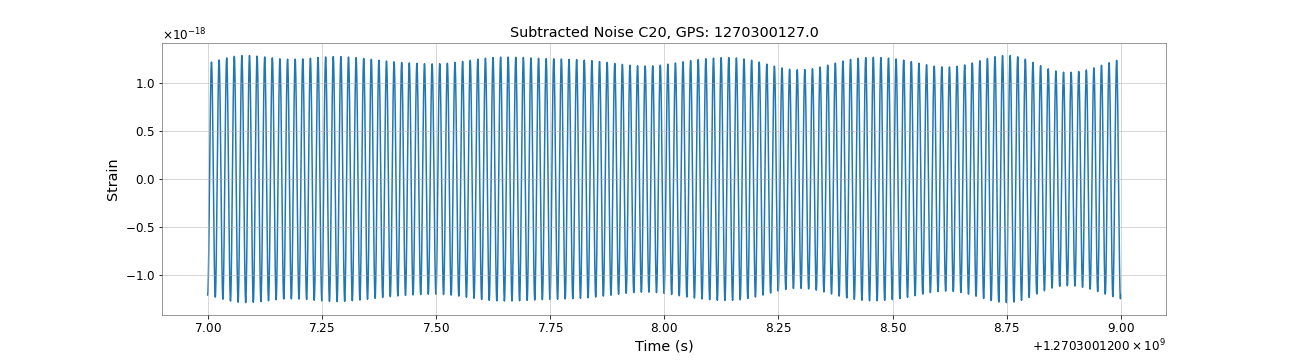 Subtracted Noise C20, GPS: 1270300127.0
×10⁻¹⁸
1.0
0.5
0.0
−0.5
−1.0
Strain
7.00 7.25 7.50 7.75 8.00 8.25 8.50 8.75 9.00
Time (s)
+1.2703001200 × 10⁹